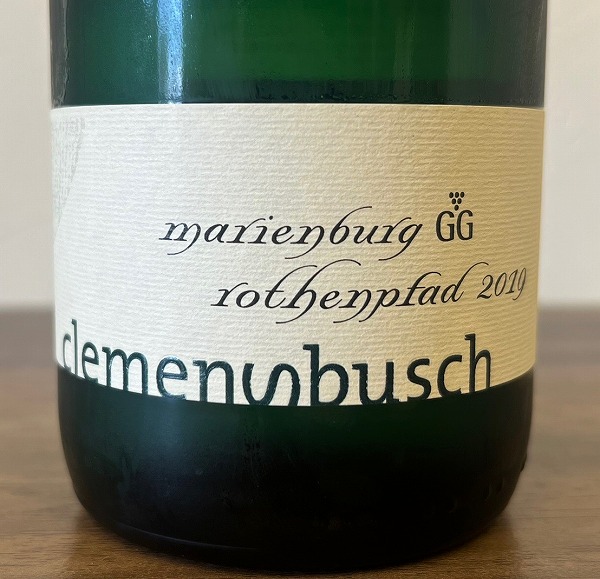 marienburg GG
rothenpfad 2019
clemensbusch